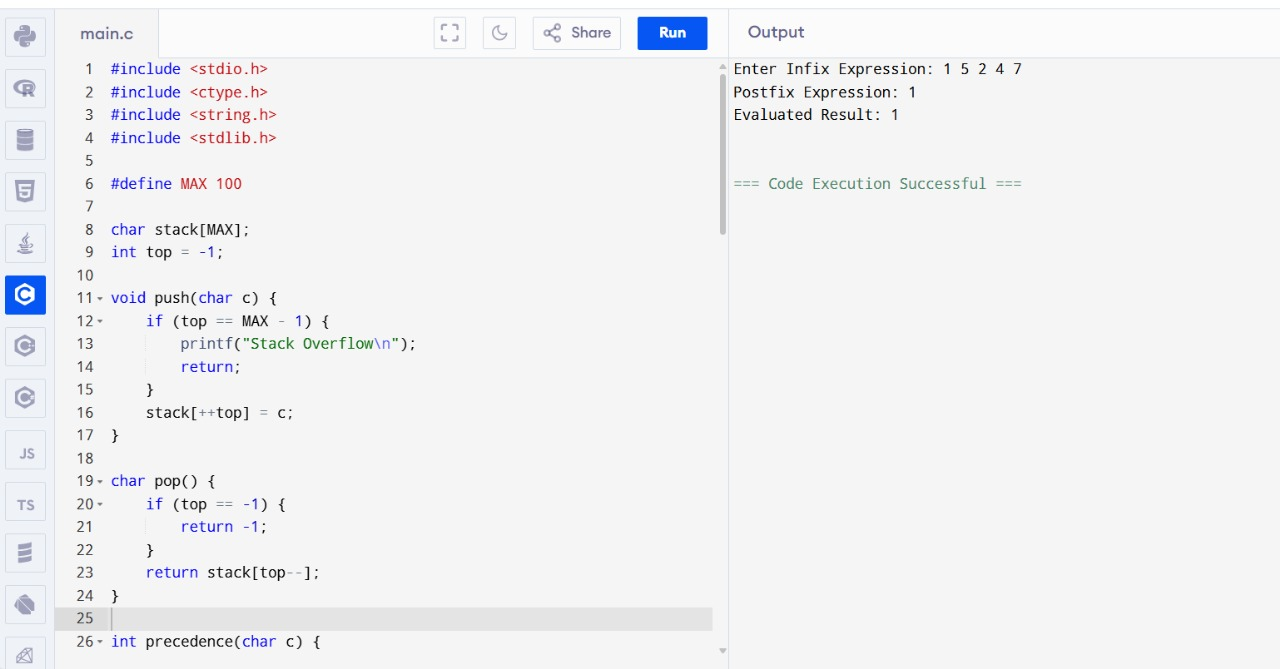 main.c
Share
Run
Output
1 #include <stdio.h>
2 #include <ctype.h>
3 #include <string.h>
4 #include <stdlib.h>
5
6 #define MAX 100
7
8 char stack[MAX];
9 int top = -1;
10
11 void push(char c) {
12     if (top == MAX - 1) {
13         printf("Stack Overflow\n");
14         return;
15     }
16     stack[++top] = c;
17 }
18
19 char pop() {
20     if (top == -1) {
21         return -1;
22     }
23     return stack[top--];
24 }
25
26 int precedence(char c) {
Enter Infix Expression: 1 5 2 4 7
Postfix Expression: 1
Evaluated Result: 1
=== Code Execution Successful ===
R
5
C
C
C
JS
TS